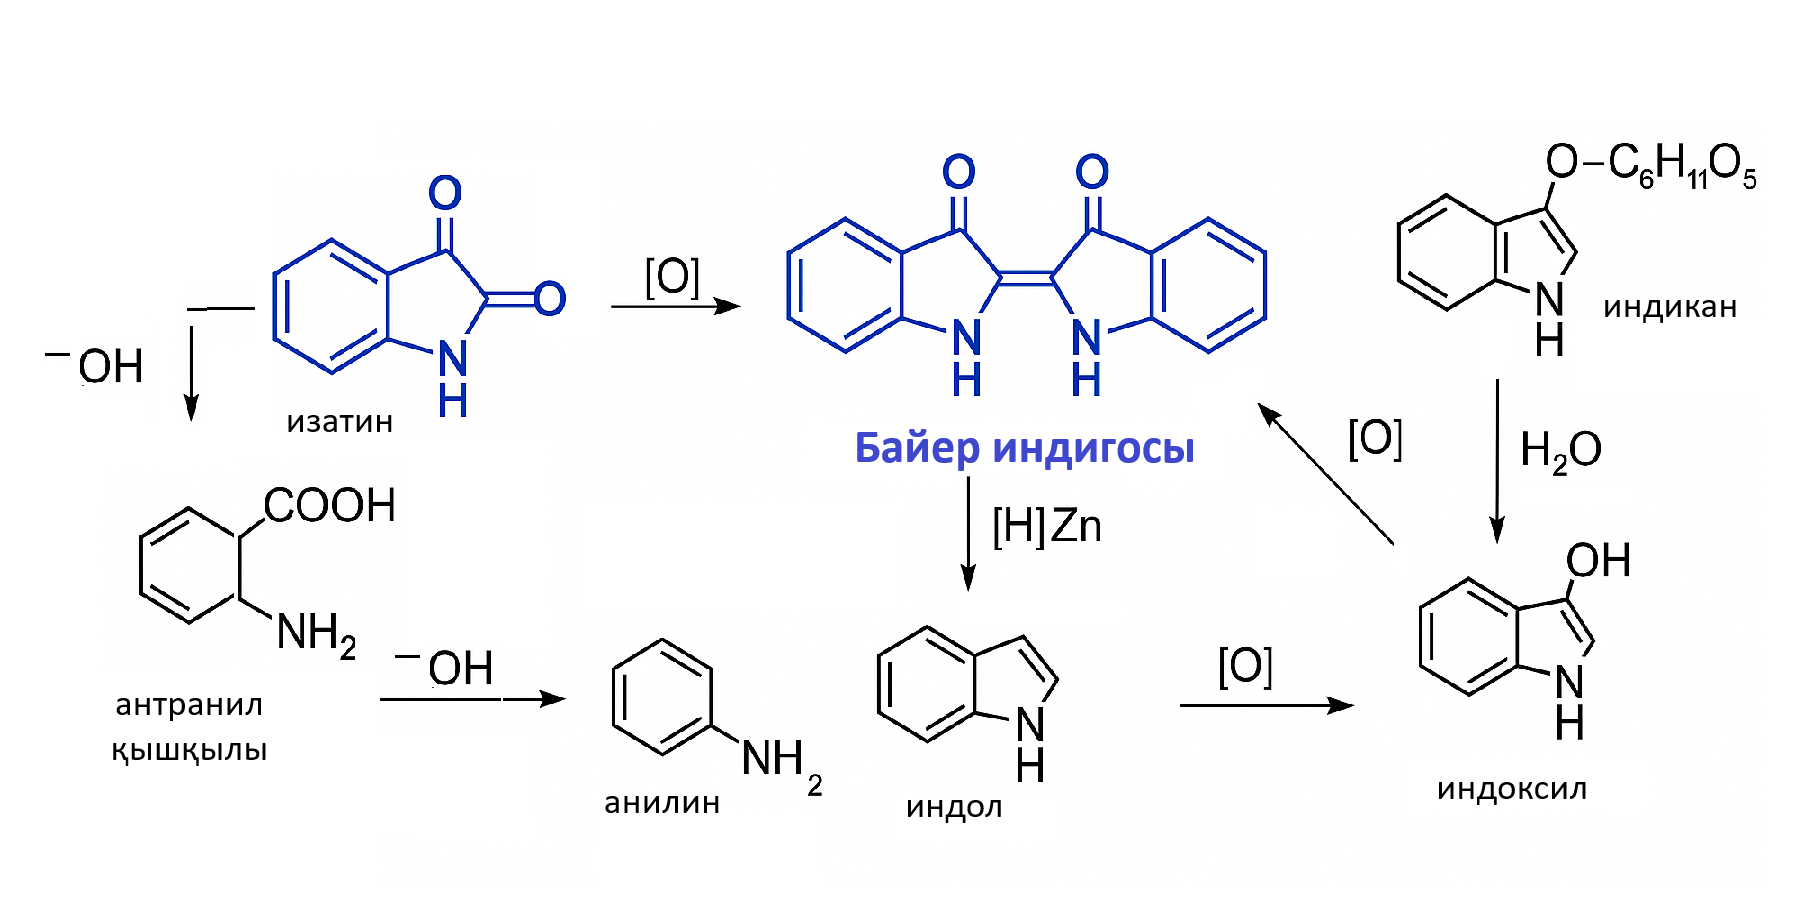 O
O
N
H
изатин
⁻OH
[O]
O
O
N
H
N
H
Байер индигосы
O–C₆H₁₁O₅
N
H
индикан
[O]
H₂O
[H]Zn
COOH
NH₂
антранил
қышқылы
⁻OH
NH₂
анилин
N
H
индол
[O]
OH
N
H
индоксил